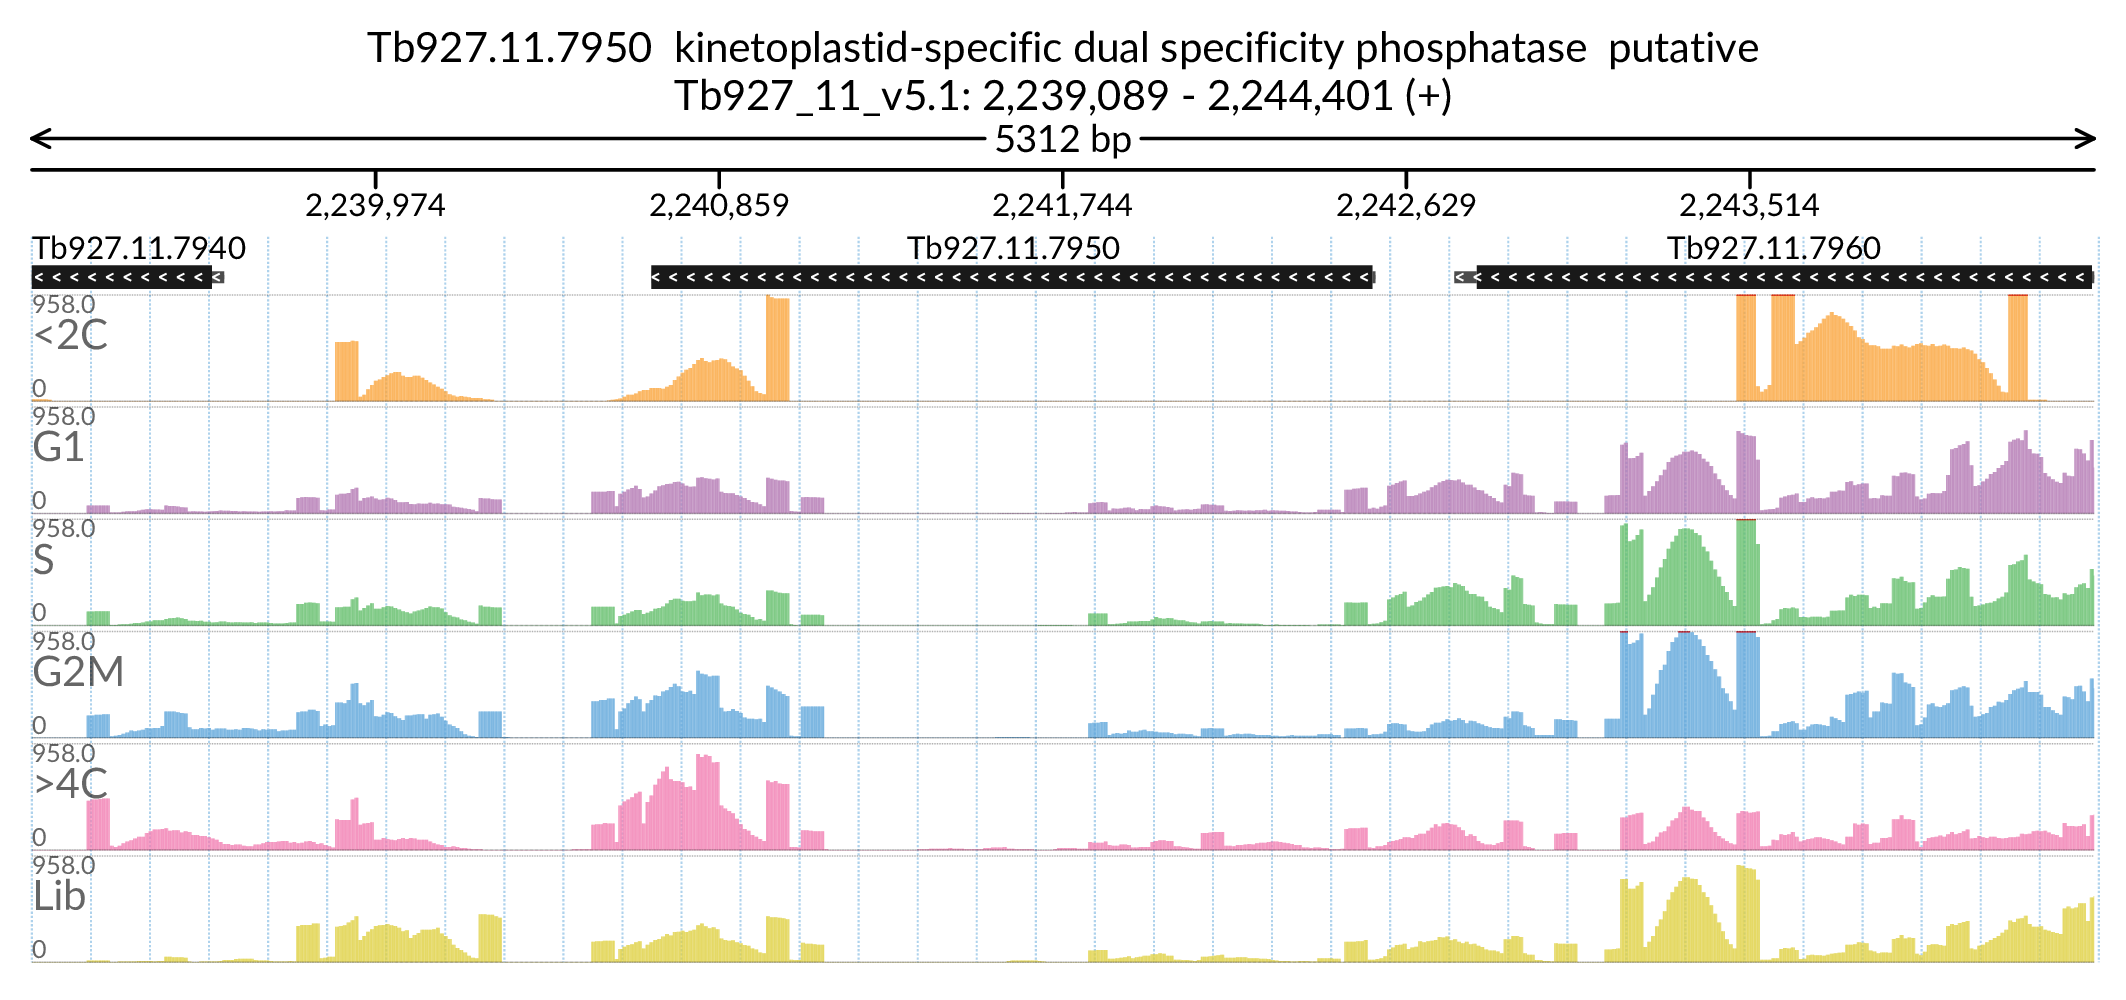 Tb927.11.7950 kinetoplastid-specific dual specificity phosphatase putative
Tb927_11_v5.1: 2,239,089 - 2,244,401 (+)
5312 bp
2,239,974 2,240,859 2,241,744 2,242,629 2,243,514
Tb927.11.7940 Tb927.11.7950 Tb927.11.7960
958.0
<2C
0
958.0
G1
0
958.0
S
0
958.0
G2M
0
958.0
>4C
0
958.0
Lib
0